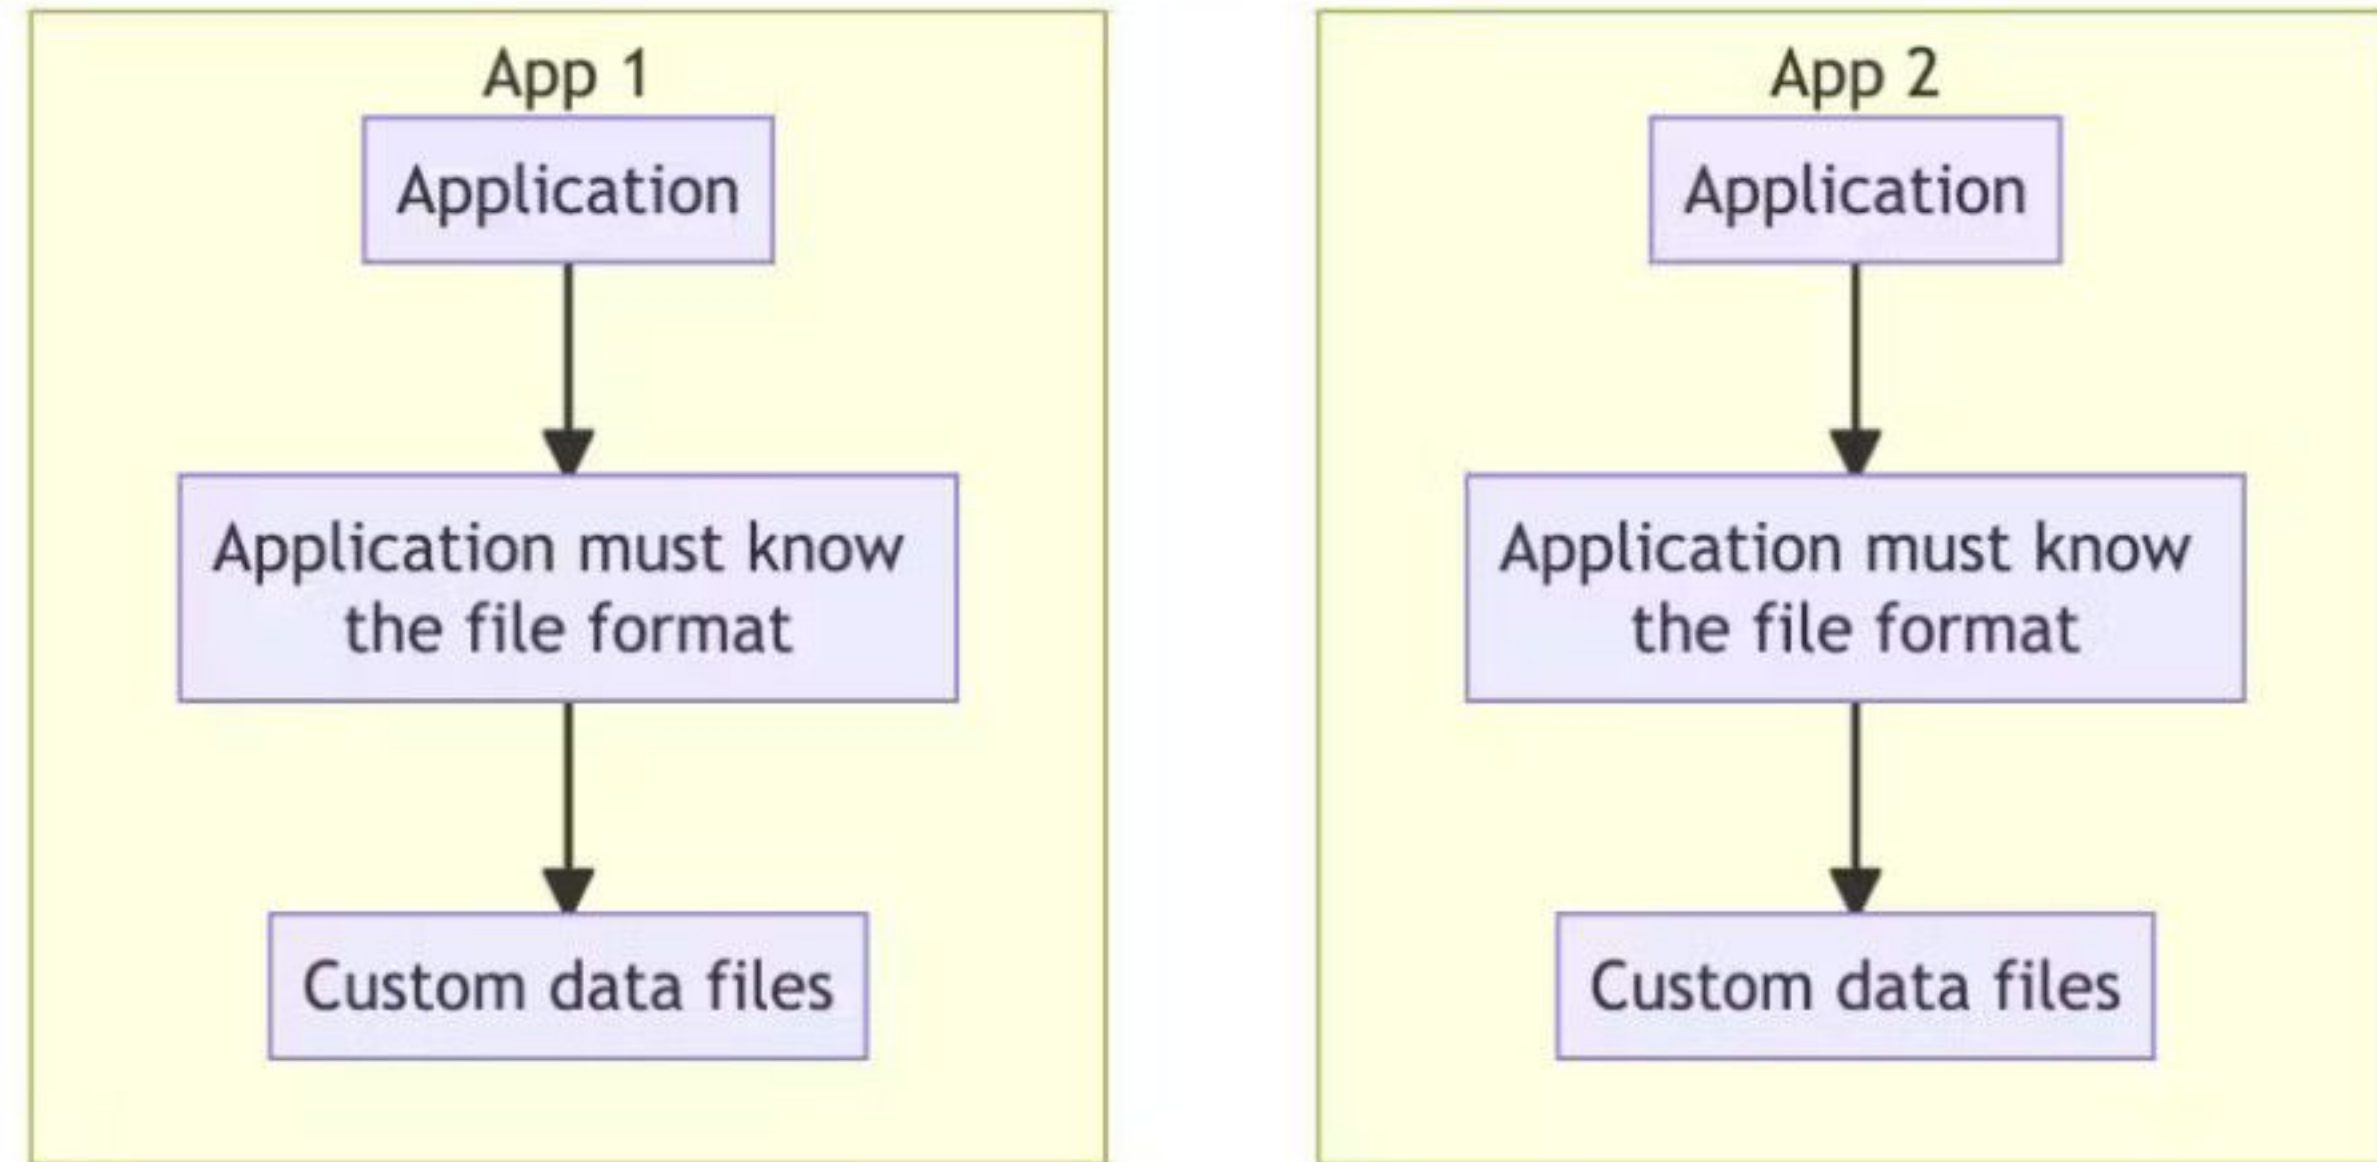 App 1
Application
Application must know
the file format
Custom data files
App 2
Application
Application must know
the file format
Custom data files